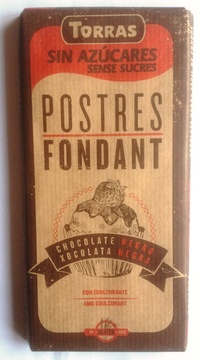 TORRAS
SIN AZÚCARES
SENSE SUCRES
POSTRES
FONDANT
CHOCOLATE NEGRO
XOCOLATA NEGRA
CON EDULCORANTE
AMB EDULCORANT